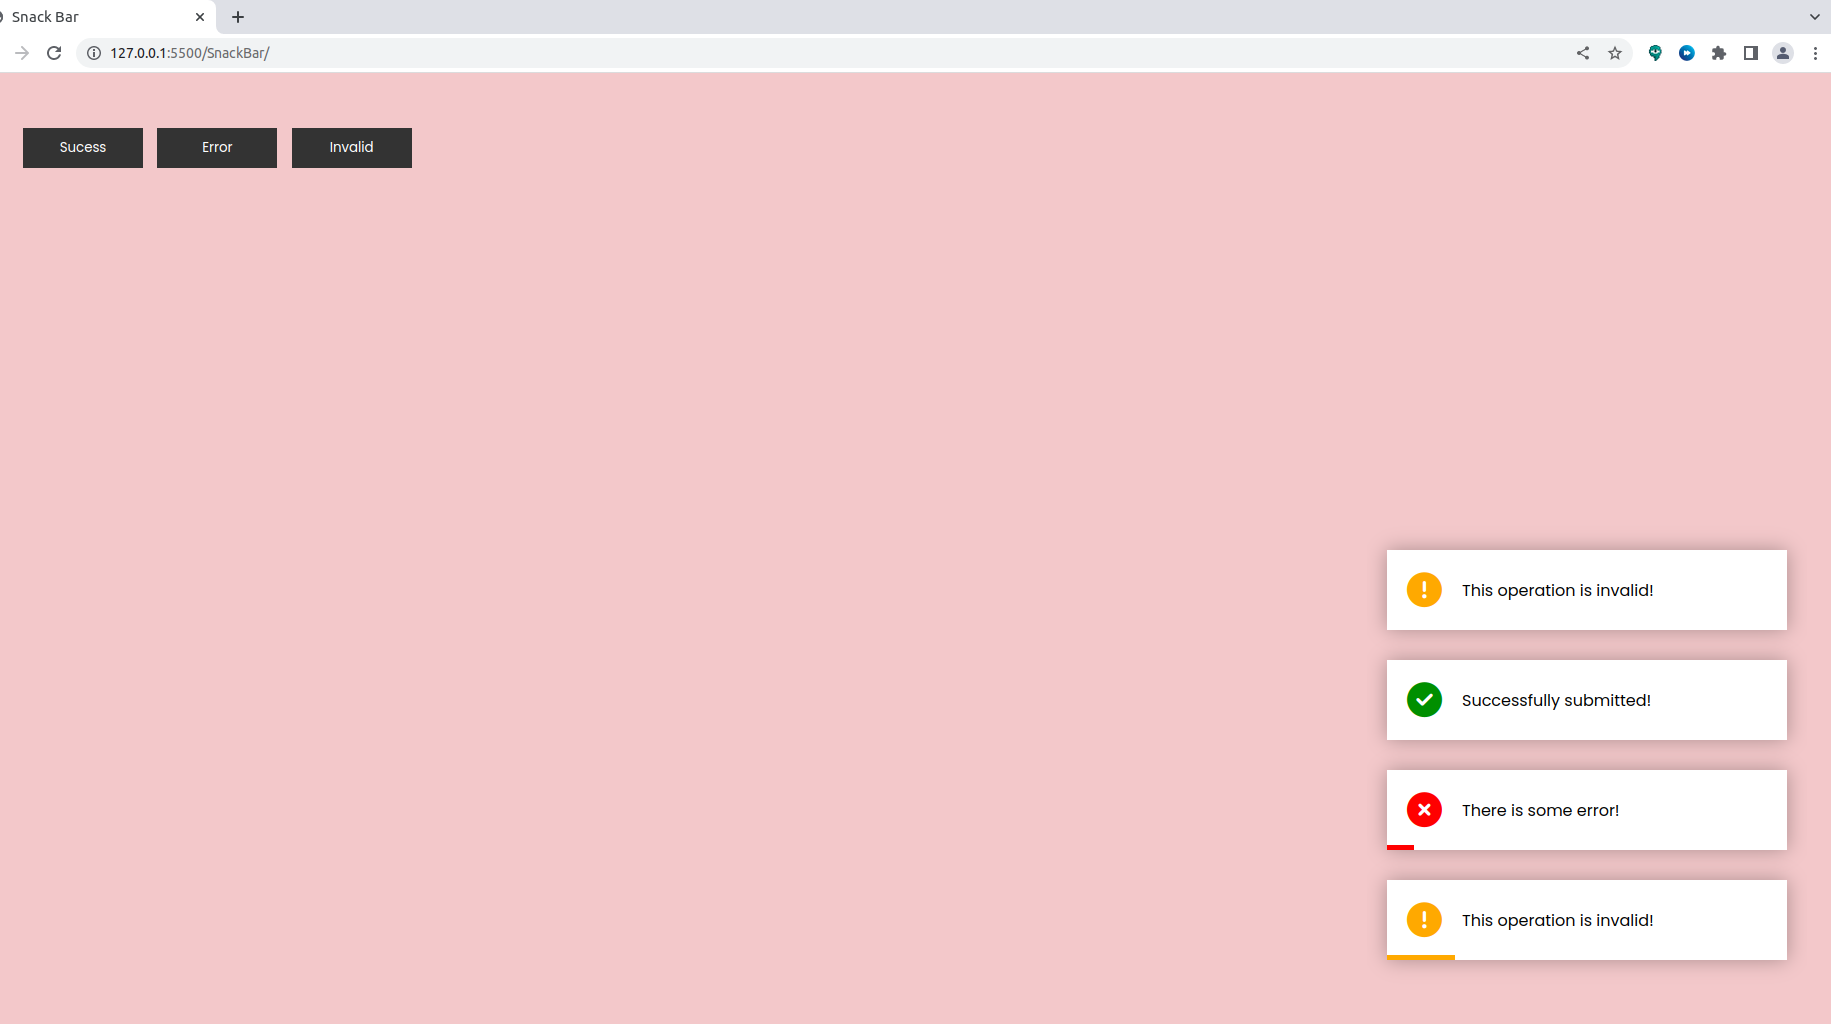 Snack Bar
127.0.0.1:5500/SnackBar/
Sucess Error Invalid
This operation is invalid!
Successfully submitted!
There is some error!
This operation is invalid!